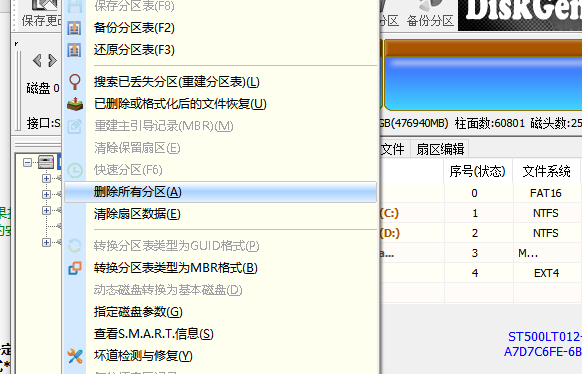 保存分区表(F8)
保存更改
分区
备份分区
DiskGen
备份分区表(F2)
还原分区表(F3)
磁盘 0
搜索已丢失分区(重建分区表)(L)
已删除或格式化后的文件恢复(U)
重建主引导记录(MBR)(M)
清除保留扇区(E)
快速分区(F6)
删除所有分区(A)
清除扇区数据(E)
转换分区表类型为GUID格式(P)
转换分区表类型为MBR格式(B)
动态磁盘转换为基本磁盘(D)
指定磁盘参数(G)
查看S.M.A.R.T.信息(S)
坏道检测与修复(Y)
接口:S
GB(476940MB) 柱面数:60801 磁头数:25
文件 扇区编辑
序号(状态) 文件系统
0 FAT16
(C:) 1 NTFS
(D:) 2 NTFS
a... 3 M...
4 EXT4
ST500LT012-
A7D7C6FE-6B